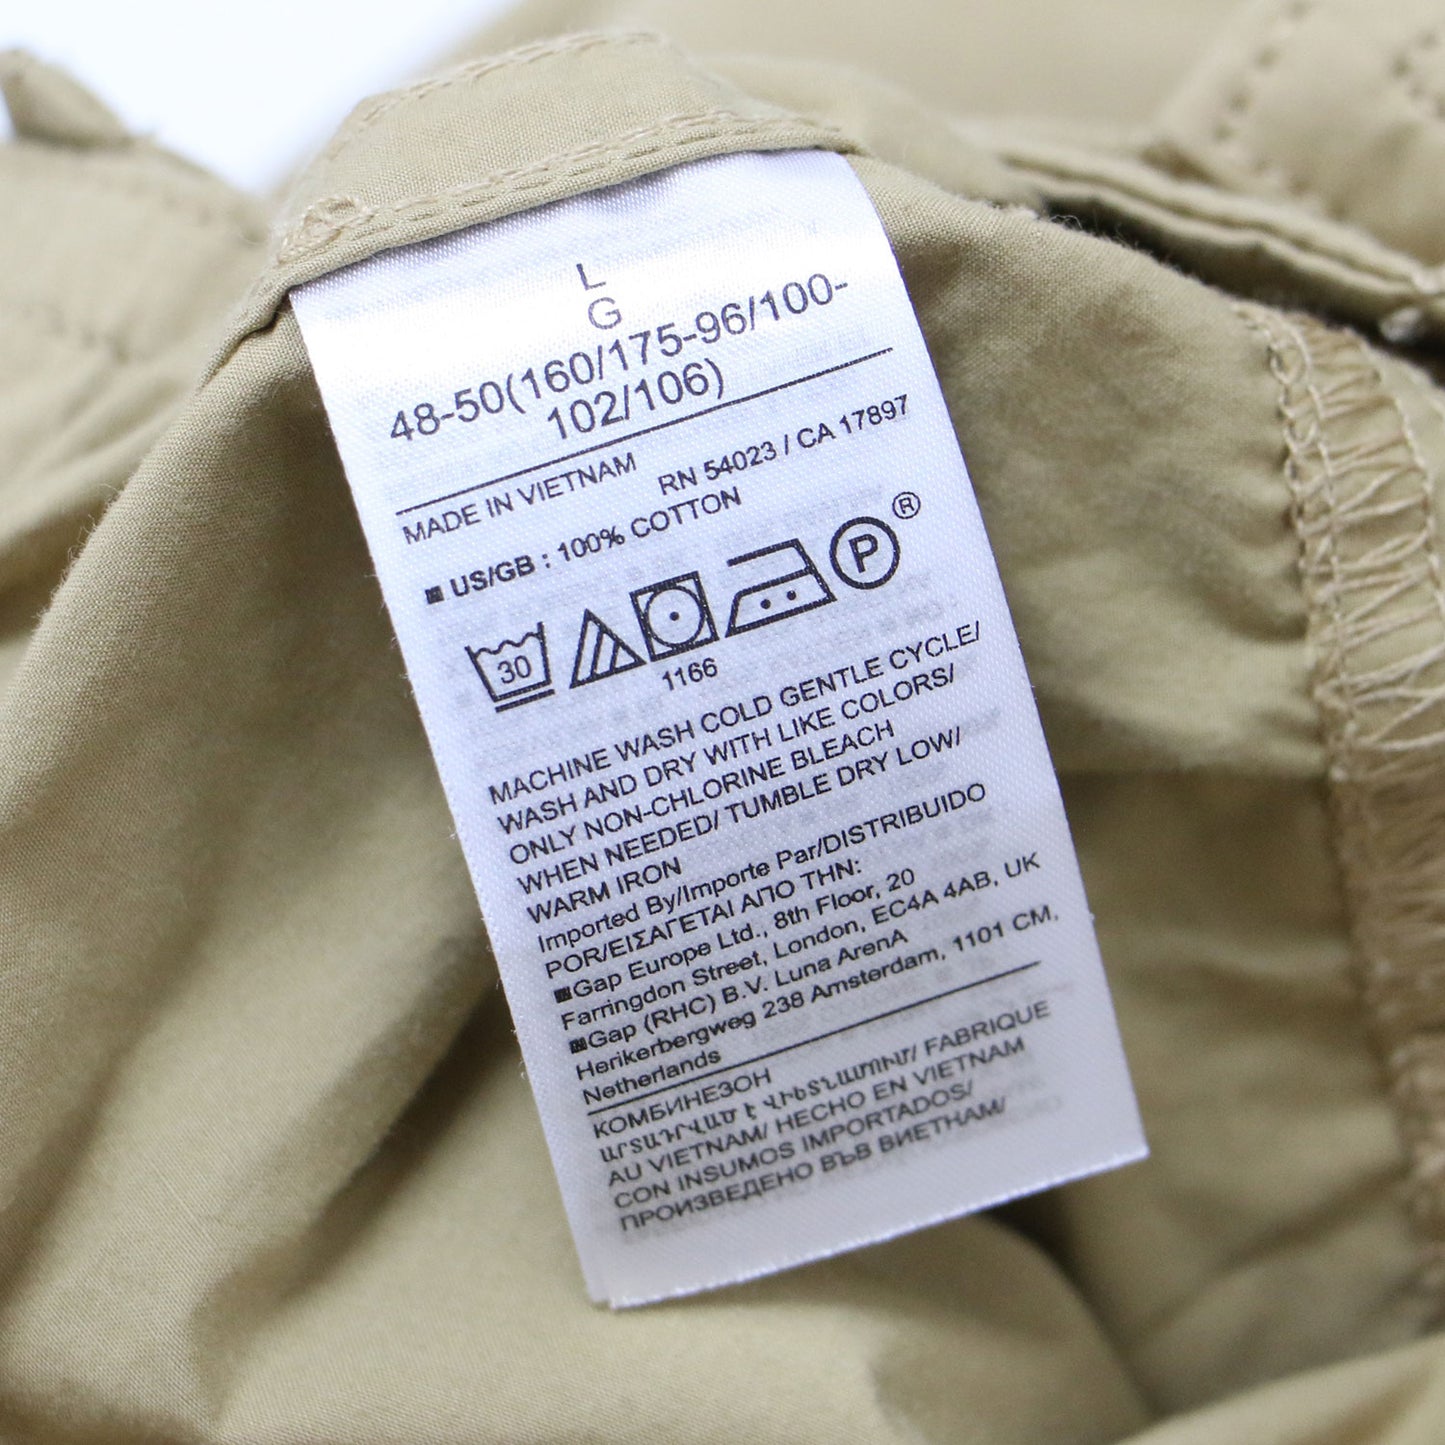 L
G
48-50(160/175-96/100-
102/106)
MADE IN VIETNAM
RN 54023 / CA 17897
US/GB : 100% COTTON
30
P ®
1166
MACHINE WASH COLD GENTLE CYCLE/
WASH AND DRY WITH LIKE COLORS/
ONLY NON-CHLORINE BLEACH
WHEN NEEDED/ TUMBLE DRY LOW/
WARM IRON
Imported By/Importe Par/DISTRIBUIDO
POR/ΕΙΣΑΓΕΤΑΙ ΑΠΟ ΤΗΝ:
Gap Europe Ltd., 8th Floor, 20
Farringdon Street, London, EC4A 4AB, UK
Gap (RHC) B.V. Luna ArenA
Herikerbergweg 238 Amsterdam, 1101 CM,
Netherlands
КОМБИНЕЗОН
ԱՐՏԱԴՐՎԱԾ Է ՎԻԵՏՆԱՄՈՒՄ/ FABRIQUE
AU VIETNAM/ HECHO EN VIETNAM
CON INSUMOS IMPORTADOS/
ПРОИЗВЕДЕНО ВЪВ ВИЕТНАМ/